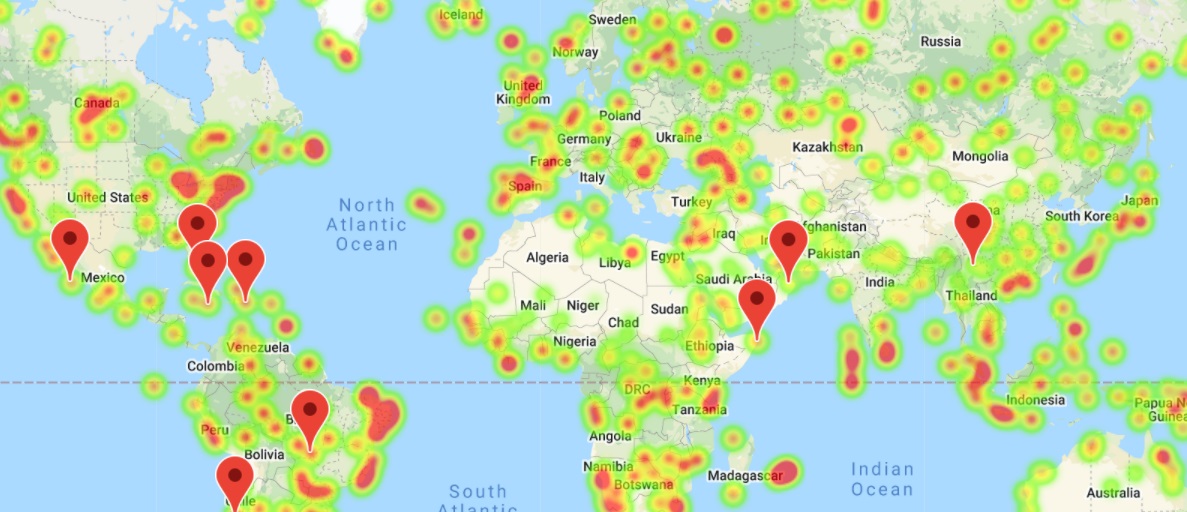 Iceland
Sweden
Norway
Russia
United
Kingdom
Canada
Poland
Germany
Ukraine
Kazakhstan
Mongolia
France
Italy
Spain
United States
North
Atlantic
Ocean
Turkey
Japan
South Korea
Iraq
fghanistan
Pakistan
Algeria
Libya
Egypt
Saudi Arabia
India
Mexico
Mali
Niger
Chad
Sudan
Thailand
Nigeria
Ethiopia
Venezuela
Colombia
DRC
Kenya
Tanzania
Indonesia
Papua N
Guinea
Peru
Bolivia
Angola
Namibia
Botswana
Madagascar
Indian
Ocean
South
Atlantic
Australia